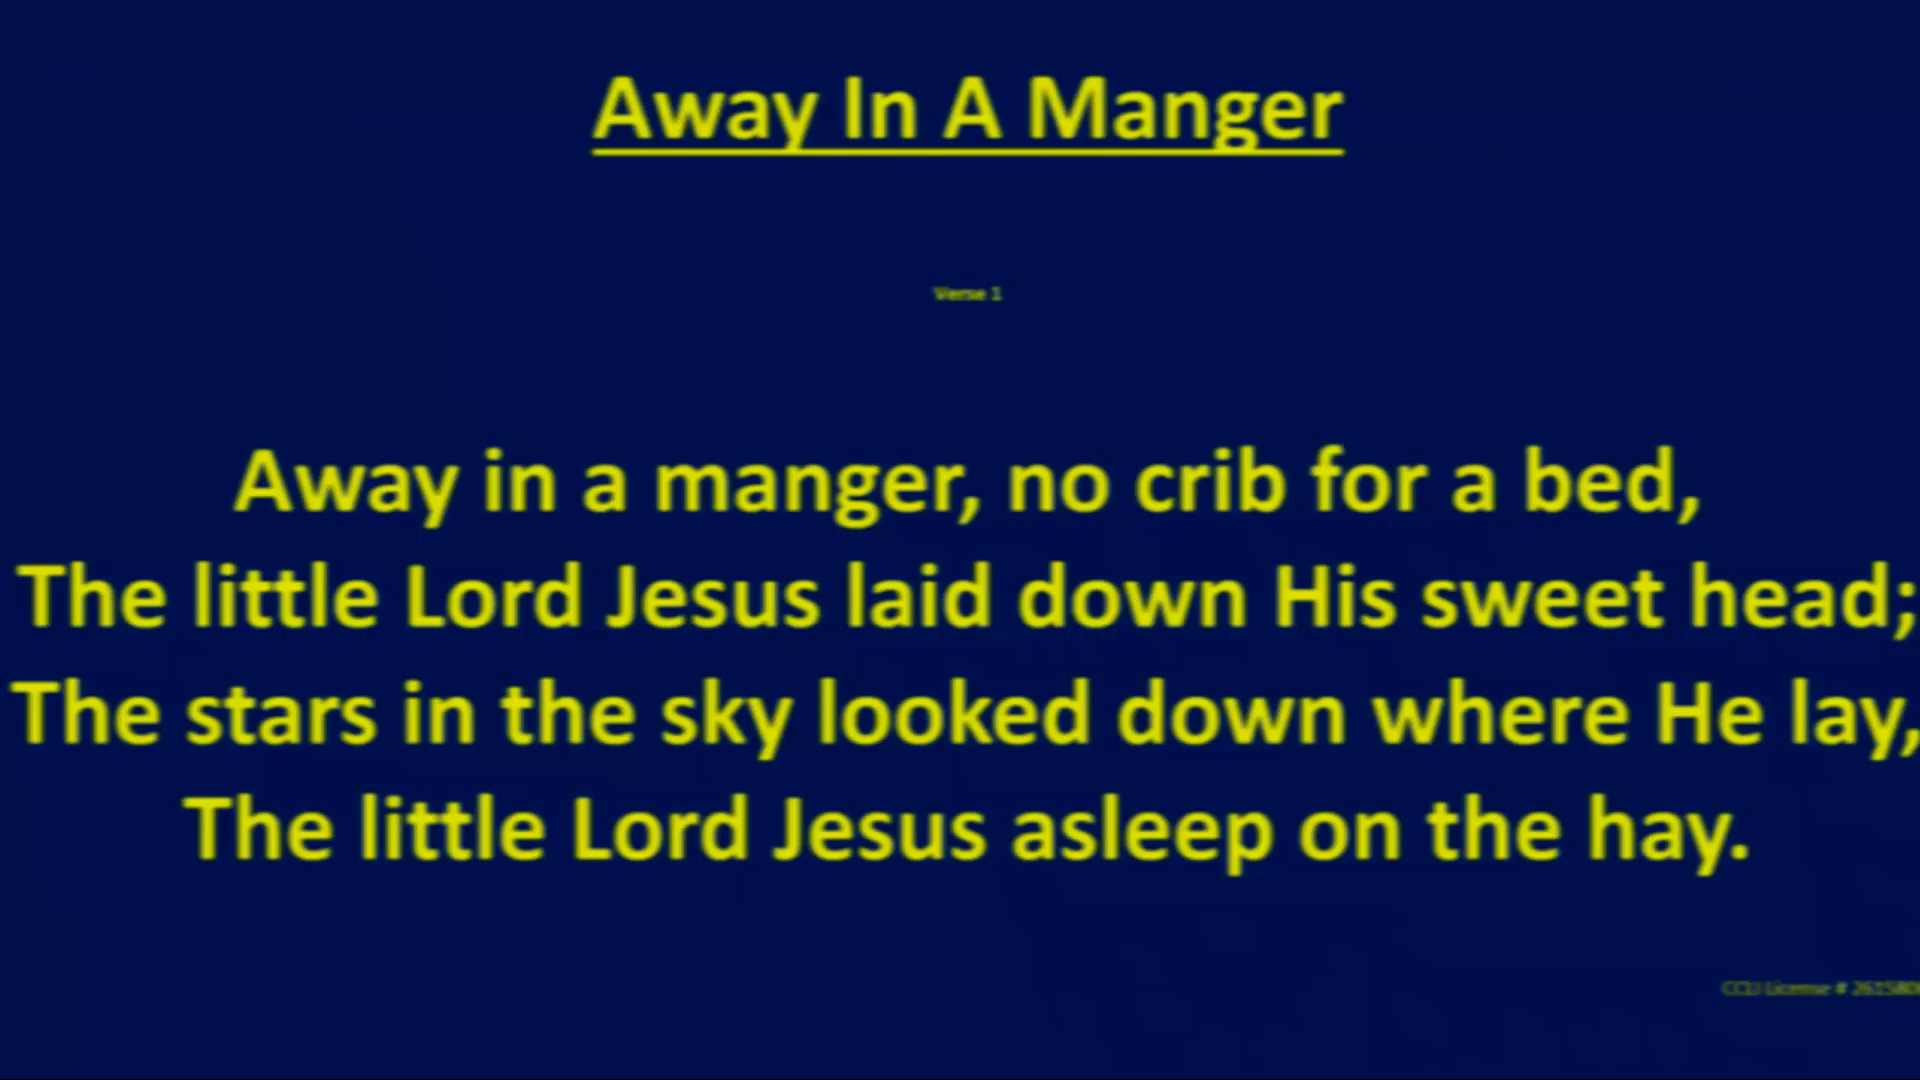 Away In A Manger
Verse 1
Away in a manger, no crib for a bed,
The little Lord Jesus laid down His sweet head;
The stars in the sky looked down where He lay,
The little Lord Jesus asleep on the hay.
CCLI License #